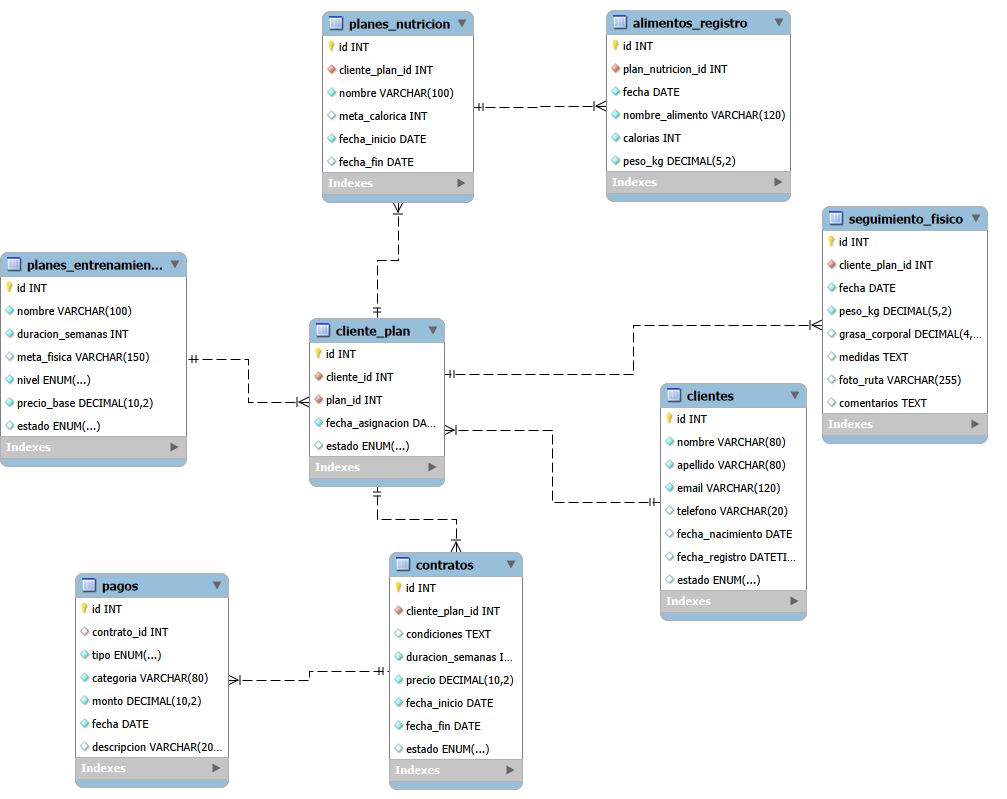 planes_nutricion
id INT
cliente_plan_id INT
nombre VARCHAR(100)
meta_calorica INT
fecha_inicio DATE
fecha_fin DATE
Indexes
alimentos_registro
id INT
plan_nutricion_id INT
fecha DATE
nombre_alimento VARCHAR(120)
calorias INT
peso_kg DECIMAL(5,2)
Indexes
seguimiento_fisico
id INT
cliente_plan_id INT
fecha DATE
peso_kg DECIMAL(5,2)
grasa_corporal DECIMAL(4,...
medidas TEXT
foto_ruta VARCHAR(255)
comentarios TEXT
Indexes
planes_entrenamien...
id INT
nombre VARCHAR(100)
duracion_semanas INT
meta_fisica VARCHAR(150)
nivel ENUM(...)
precio_base DECIMAL(10,2)
estado ENUM(...)
Indexes
cliente_plan
id INT
cliente_id INT
plan_id INT
fecha_asignacion DA...
estado ENUM(...)
Indexes
clientes
id INT
nombre VARCHAR(80)
apellido VARCHAR(80)
email VARCHAR(120)
telefono VARCHAR(20)
fecha_nacimiento DATE
fecha_registro DATETI...
estado ENUM(...)
Indexes
contratos
id INT
cliente_plan_id INT
condiciones TEXT
duracion_semanas I...
precio DECIMAL(10,2)
fecha_inicio DATE
fecha_fin DATE
estado ENUM(...)
Indexes
pagos
id INT
contrato_id INT
tipo ENUM(...)
categoria VARCHAR(80)
monto DECIMAL(10,2)
fecha DATE
descripcion VARCHAR(20...
Indexes